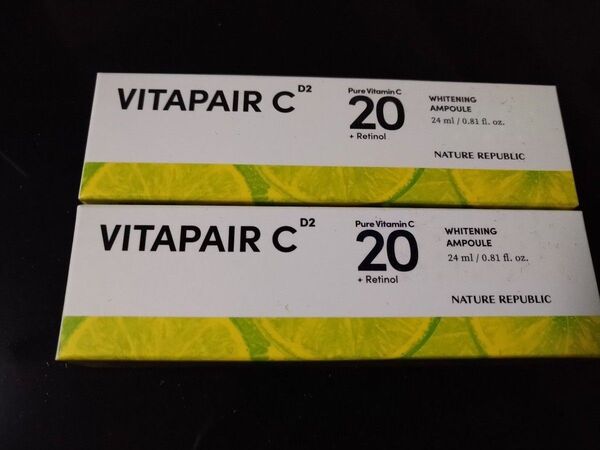 VITAPAIR C D2
Pure Vitamin C
20
+ Retinol
WHITENING
AMPOULE
24 ml / 0.81 fl. oz.
NATURE REPUBLIC
VITAPAIR C D2
Pure Vitamin C
20
+ Retinol
WHITENING
AMPOULE
24 ml / 0.81 fl. oz.
NATURE REPUBLIC